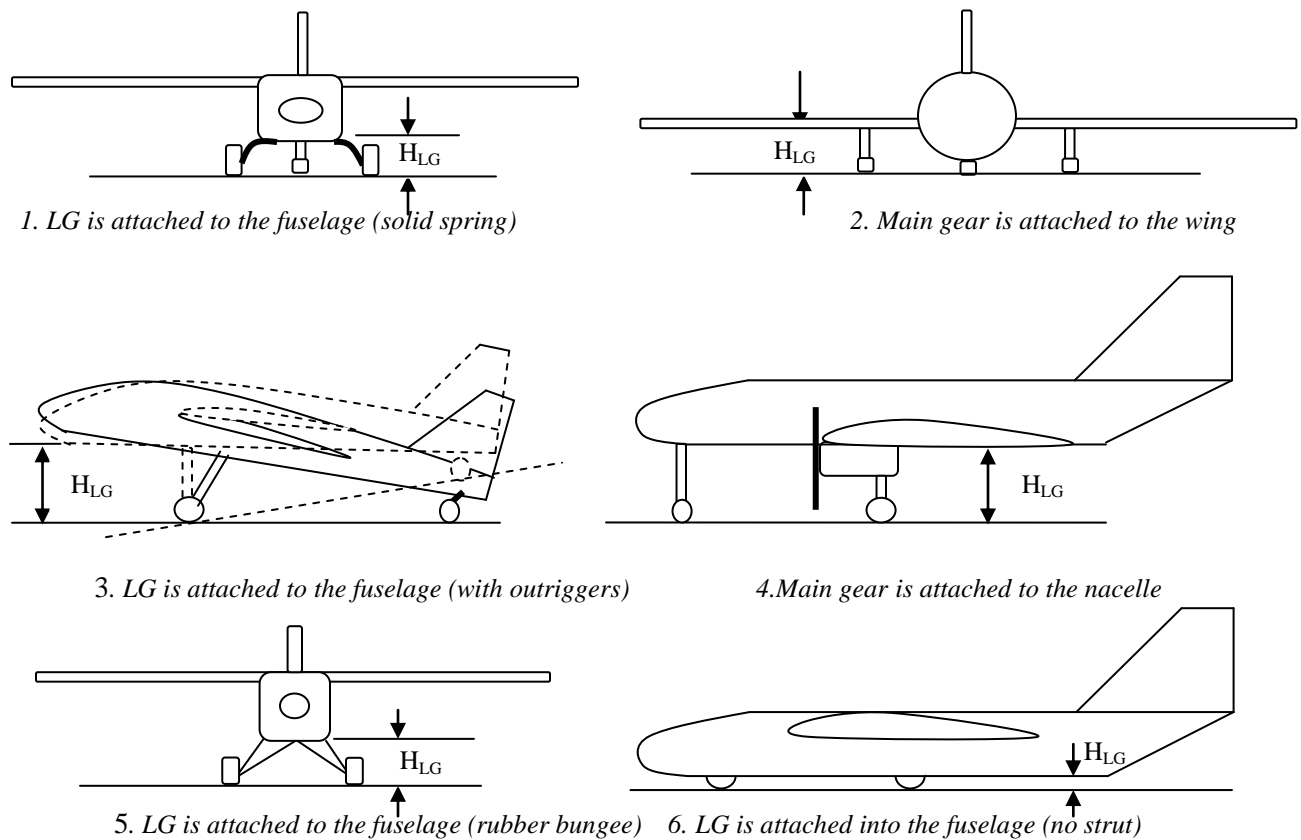 H_LG
H_LG
1. LG is attached to the fuselage (solid spring)
2. Main gear is attached to the wing
H_LG
H_LG
3. LG is attached to the fuselage (with outriggers)
4.Main gear is attached to the nacelle
H_LG
H_LG
5. LG is attached to the fuselage (rubber bungee)
6. LG is attached into the fuselage (no strut)